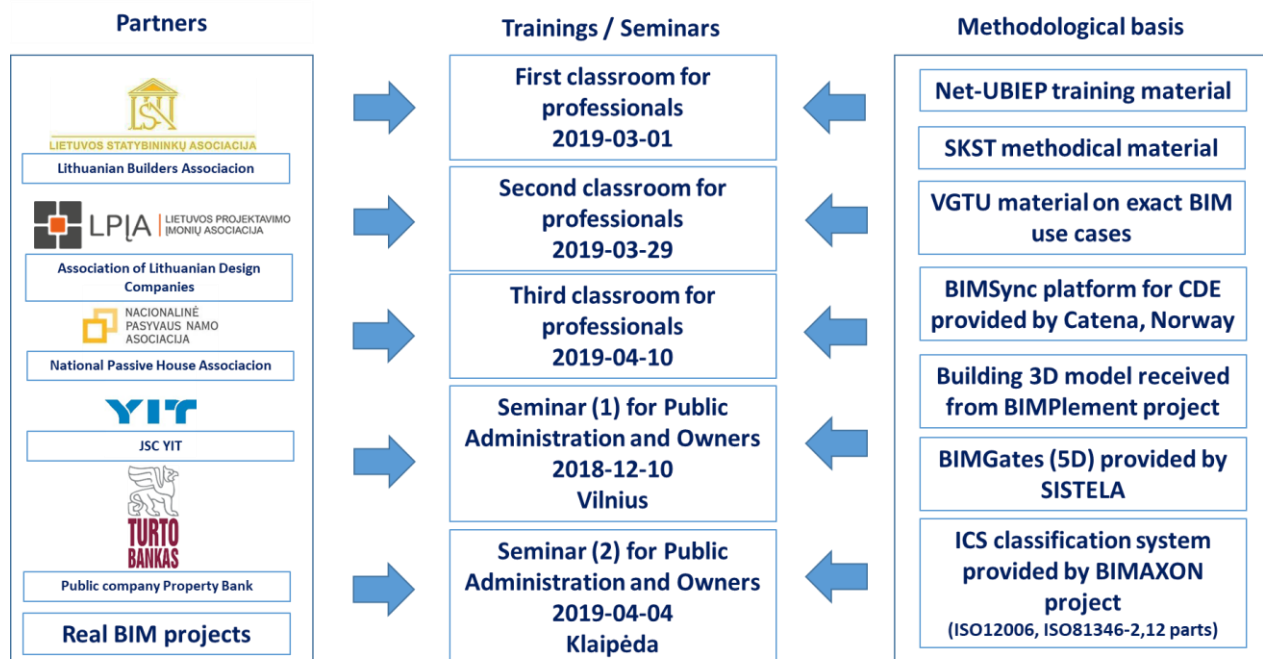 Partners
LSA
LIETUVOS STATYBININKŲ ASOCIACIJA
Lithuanian Builders Associacion
LPĮA
LIETUVOS PROJEKTAVIMO
ĮMONIŲ ASOCIACIJA
Association of Lithuanian Design
Companies
NACIONALINĖ
PASYVAUS NAMO
ASOCIACIJA
National Passive House Associacion
YIT
JSC YIT
TURTO
BANKAS
Public company Property Bank
Real BIM projects
Trainings / Seminars
First classroom for
professionals
2019-03-01
Second classroom for
professionals
2019-03-29
Third classroom for
professionals
2019-04-10
Seminar (1) for Public
Administration and Owners
2018-12-10
Vilnius
Seminar (2) for Public
Administration and Owners
2019-04-04
Klaipėda
Methodological basis
Net-UBIEP training material
SKST methodical material
VGTU material on exact BIM
use cases
BIMSync platform for CDE
provided by Catena, Norway
Building 3D model received
from BIMPlement project
BIMGates (5D) provided by
SISTELA
ICS classification system
provided by BIMAXON
project
(ISO12006, ISO81346-2,12 parts)